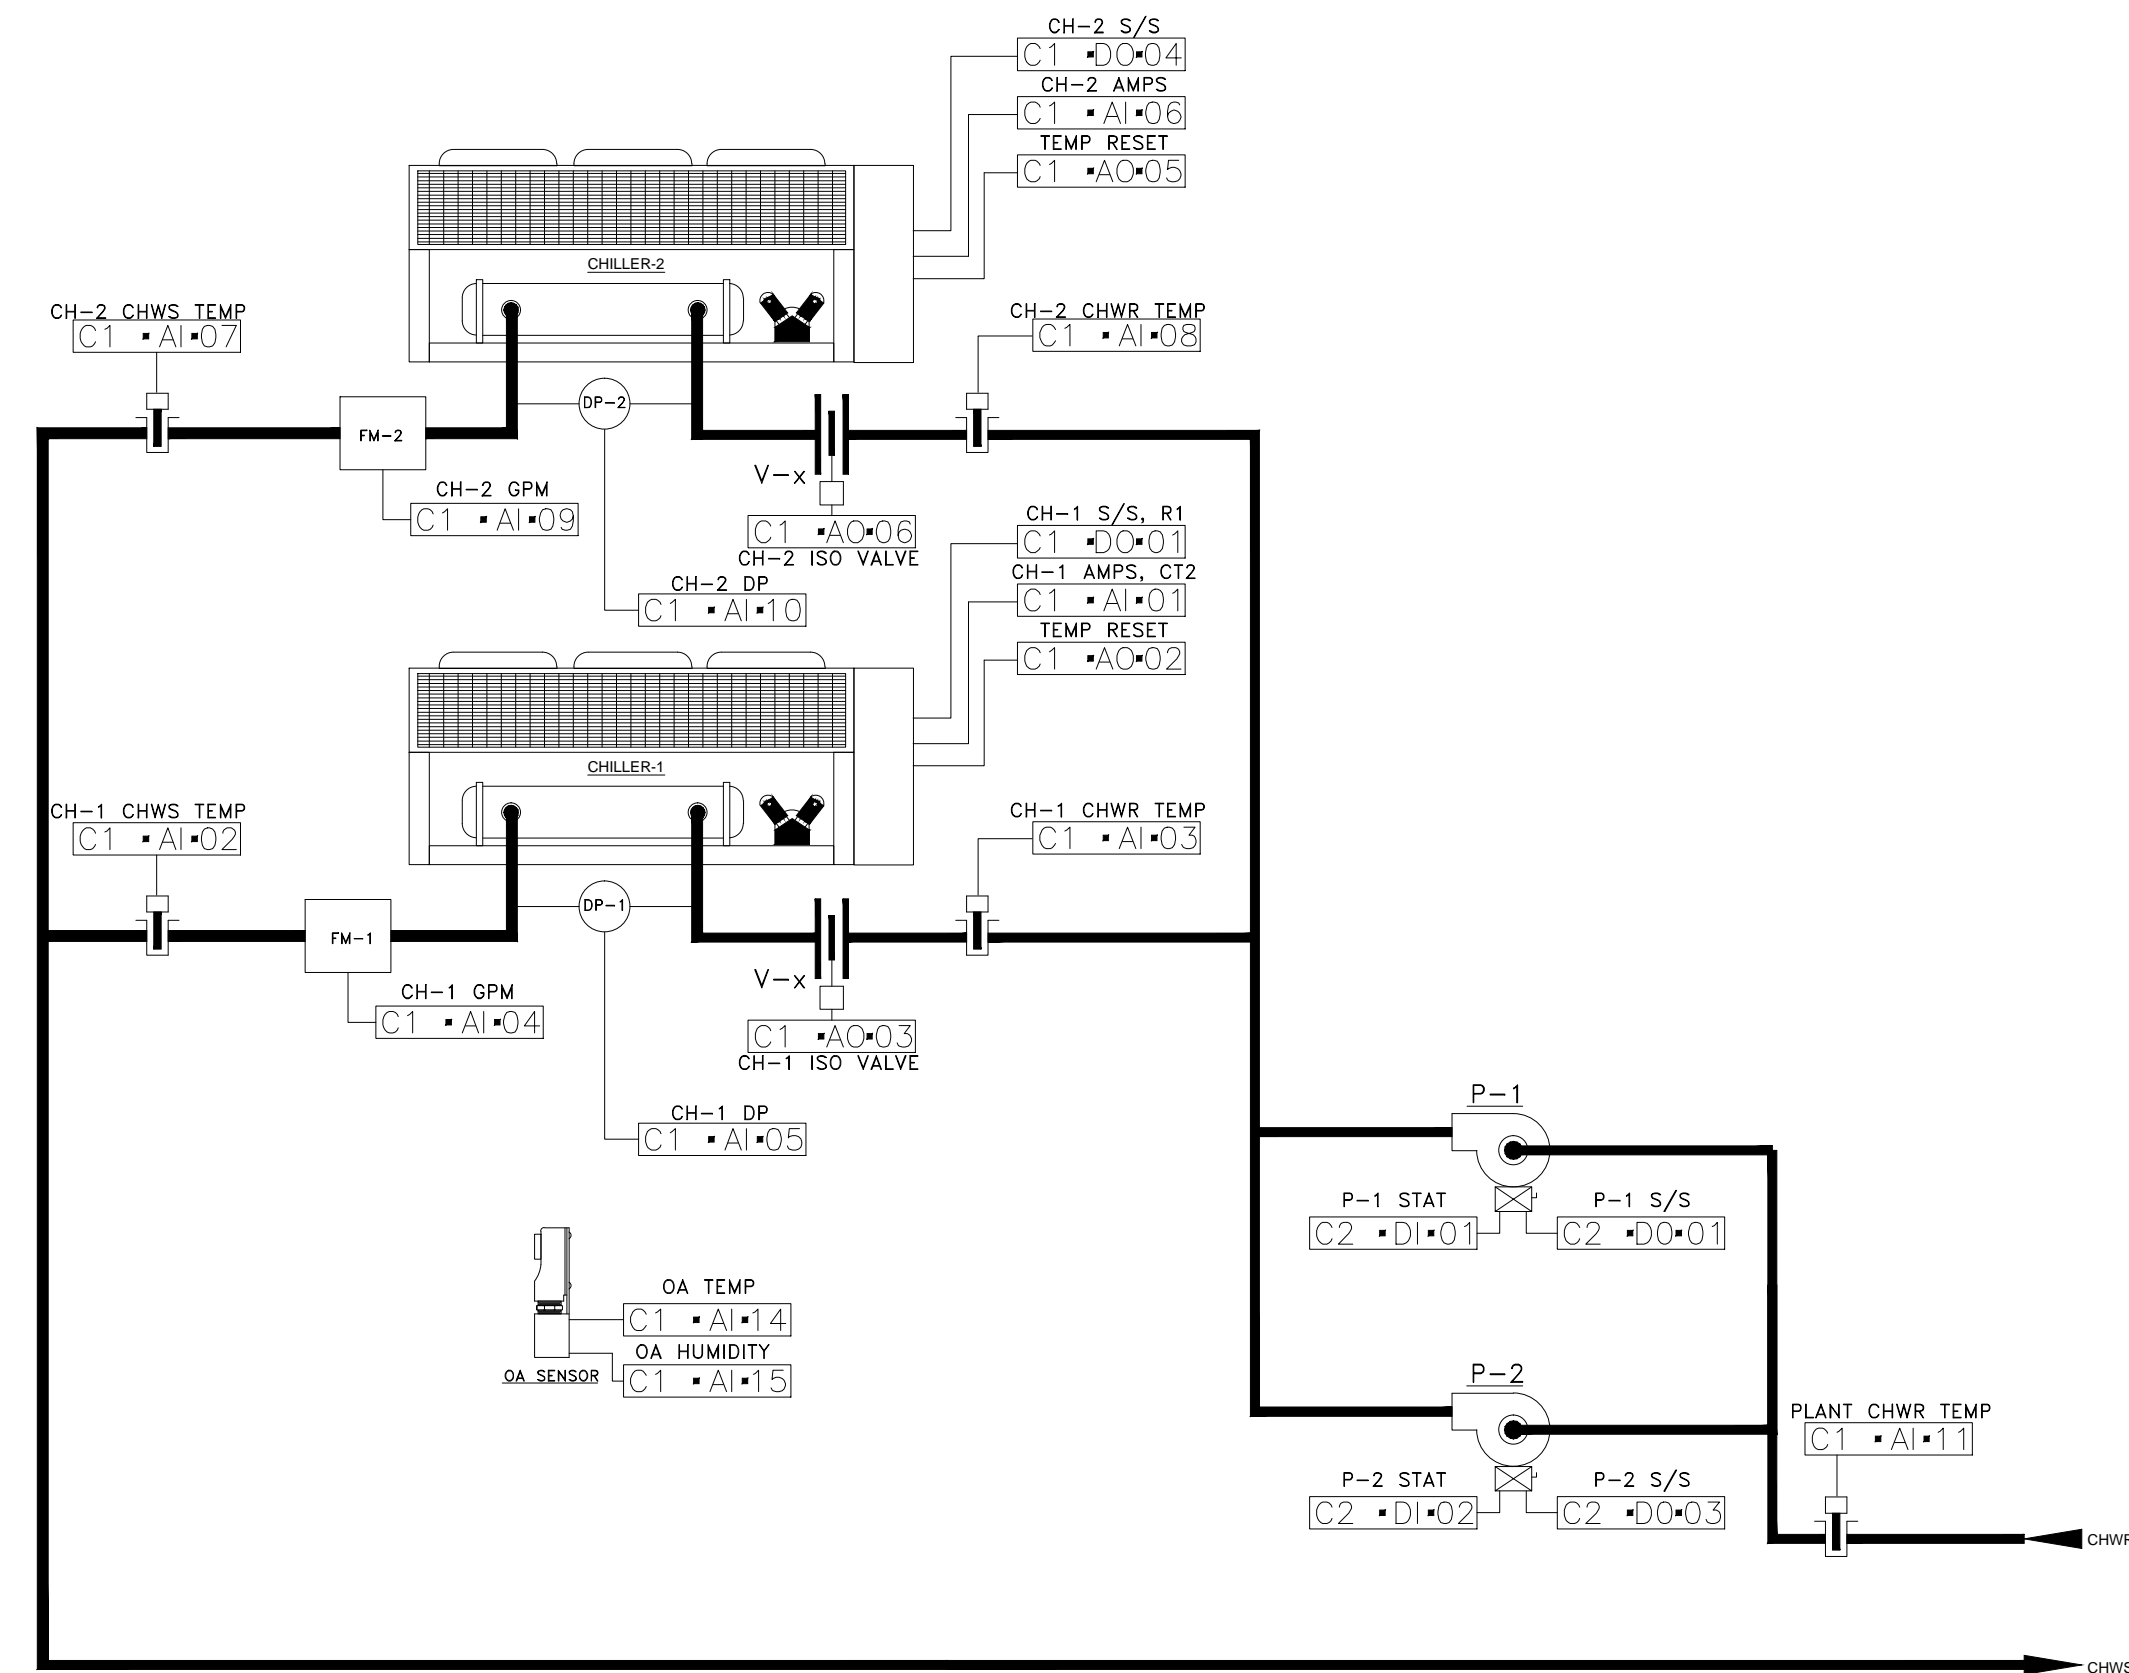 CH-2 S/S
C1 ▪DO▪04
CH-2 AMPS
C1 ▪AI▪06
TEMP RESET
C1 ▪AO▪05
CHILLER-2
CH-2 CHWS TEMP
C1 ▪AI▪07
CH-2 CHWR TEMP
C1 ▪AI▪08
DP-2
FM-2
V-x
CH-2 GPM
C1 ▪AI▪09
C1 ▪AO▪06
CH-2 ISO VALVE
CH-1 S/S, R1
C1 ▪DO▪01
CH-1 AMPS, CT2
C1 ▪AI▪01
CH-2 DP
C1 ▪AI▪10
TEMP RESET
C1 ▪AO▪02
CHILLER-1
CH-1 CHWS TEMP
C1 ▪AI▪02
CH-1 CHWR TEMP
C1 ▪AI▪03
DP-1
FM-1
V-x
CH-1 GPM
C1 ▪AI▪04
C1 ▪AO▪03
CH-1 ISO VALVE
CH-1 DP
C1 ▪AI▪05
P-1
P-1 STAT
C2 ▪DI▪01
P-1 S/S
C2 ▪DO▪01
OA TEMP
C1 ▪AI▪14
OA HUMIDITY
C1 ▪AI▪15
OA SENSOR
P-2
PLANT CHWR TEMP
C1 ▪AI▪11
P-2 STAT
C2 ▪DI▪02
P-2 S/S
C2 ▪DO▪03
CHWR
CHWS